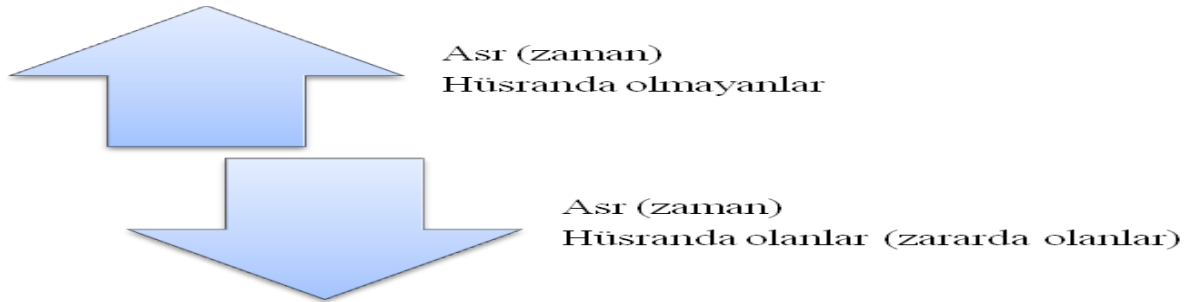 Asr (zaman)
Hüsranda olmayanlar
Asr (zaman)
Hüsranda olanlar (zararda olanlar)